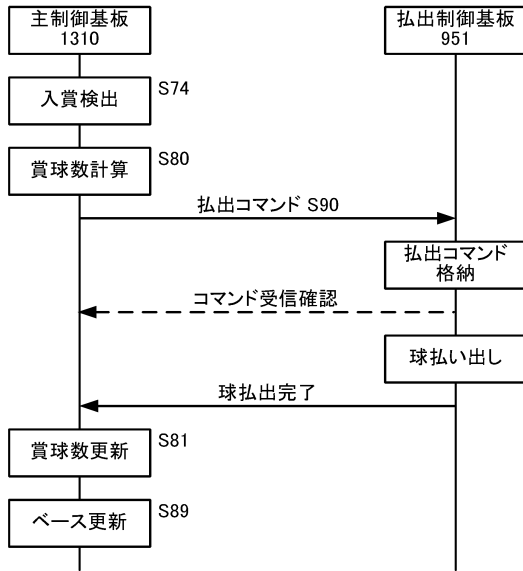 主制御基板
1310
払出制御基板
951
入賞検出
S74
賞球数計算
S80
払出コマンド S90
払出コマンド
格納
コマンド受信確認
球払い出し
球払出完了
賞球数更新
S81
ベース更新
S89